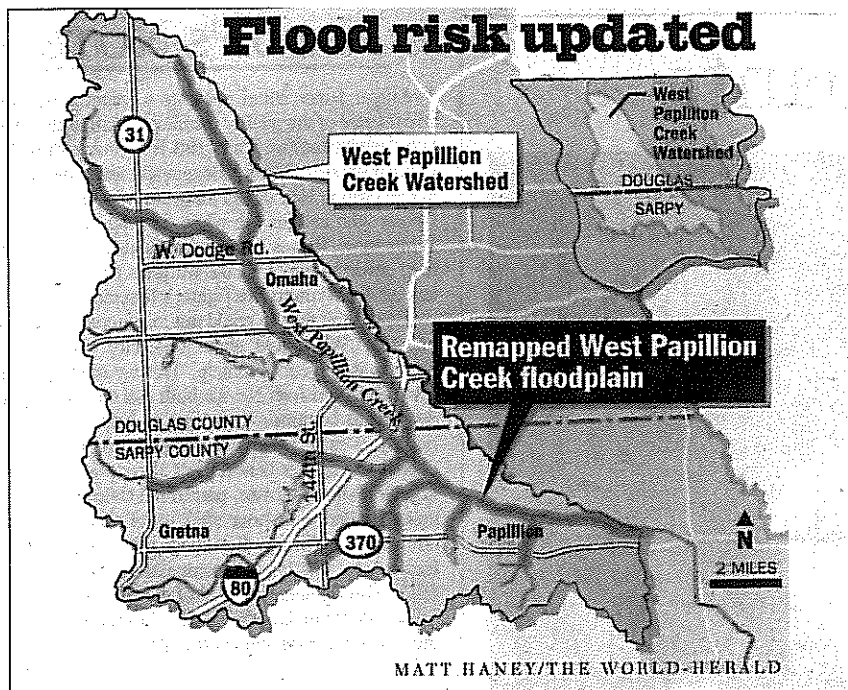 Flood risk updated
West
Papillion
Creek
Watershed
DOUGLAS
SARPY
31
West Papillion
Creek Watershed
W. Dodge Rd.
Omaha
West Papillion Creek
Remapped West Papillion
Creek floodplain
DOUGLAS COUNTY
SARPY COUNTY
144th St.
Gretna
370
Papillion
80
N
2 MILES
MATT HANEY/THE WORLD-HERALD